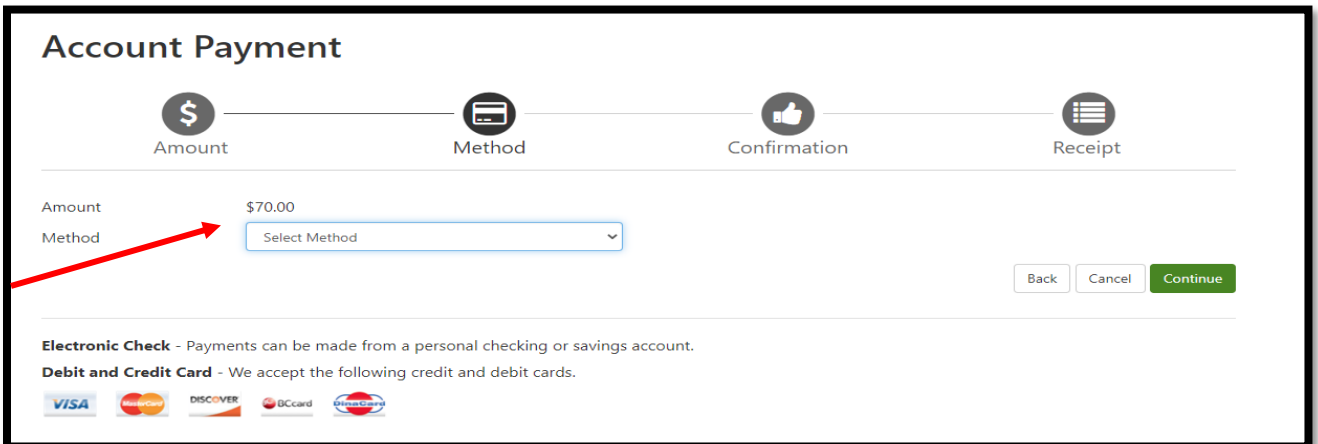 Account Payment
$
Amount Method Confirmation Receipt
Amount $70.00
Method Select Method
Back Cancel Continue
Electronic Check - Payments can be made from a personal checking or savings account.
Debit and Credit Card - We accept the following credit and debit cards.
VISA MasterCard DISCOVER BCcard DinaCard